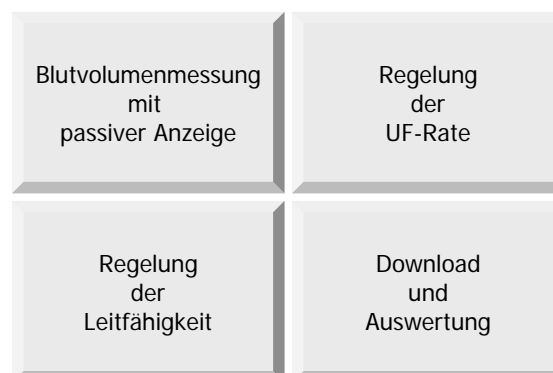 Blutvolumenmessung
mit
passiver Anzeige
Regelung
der
UF-Rate
Regelung
der
Leitfähigkeit
Download
und
Auswertung